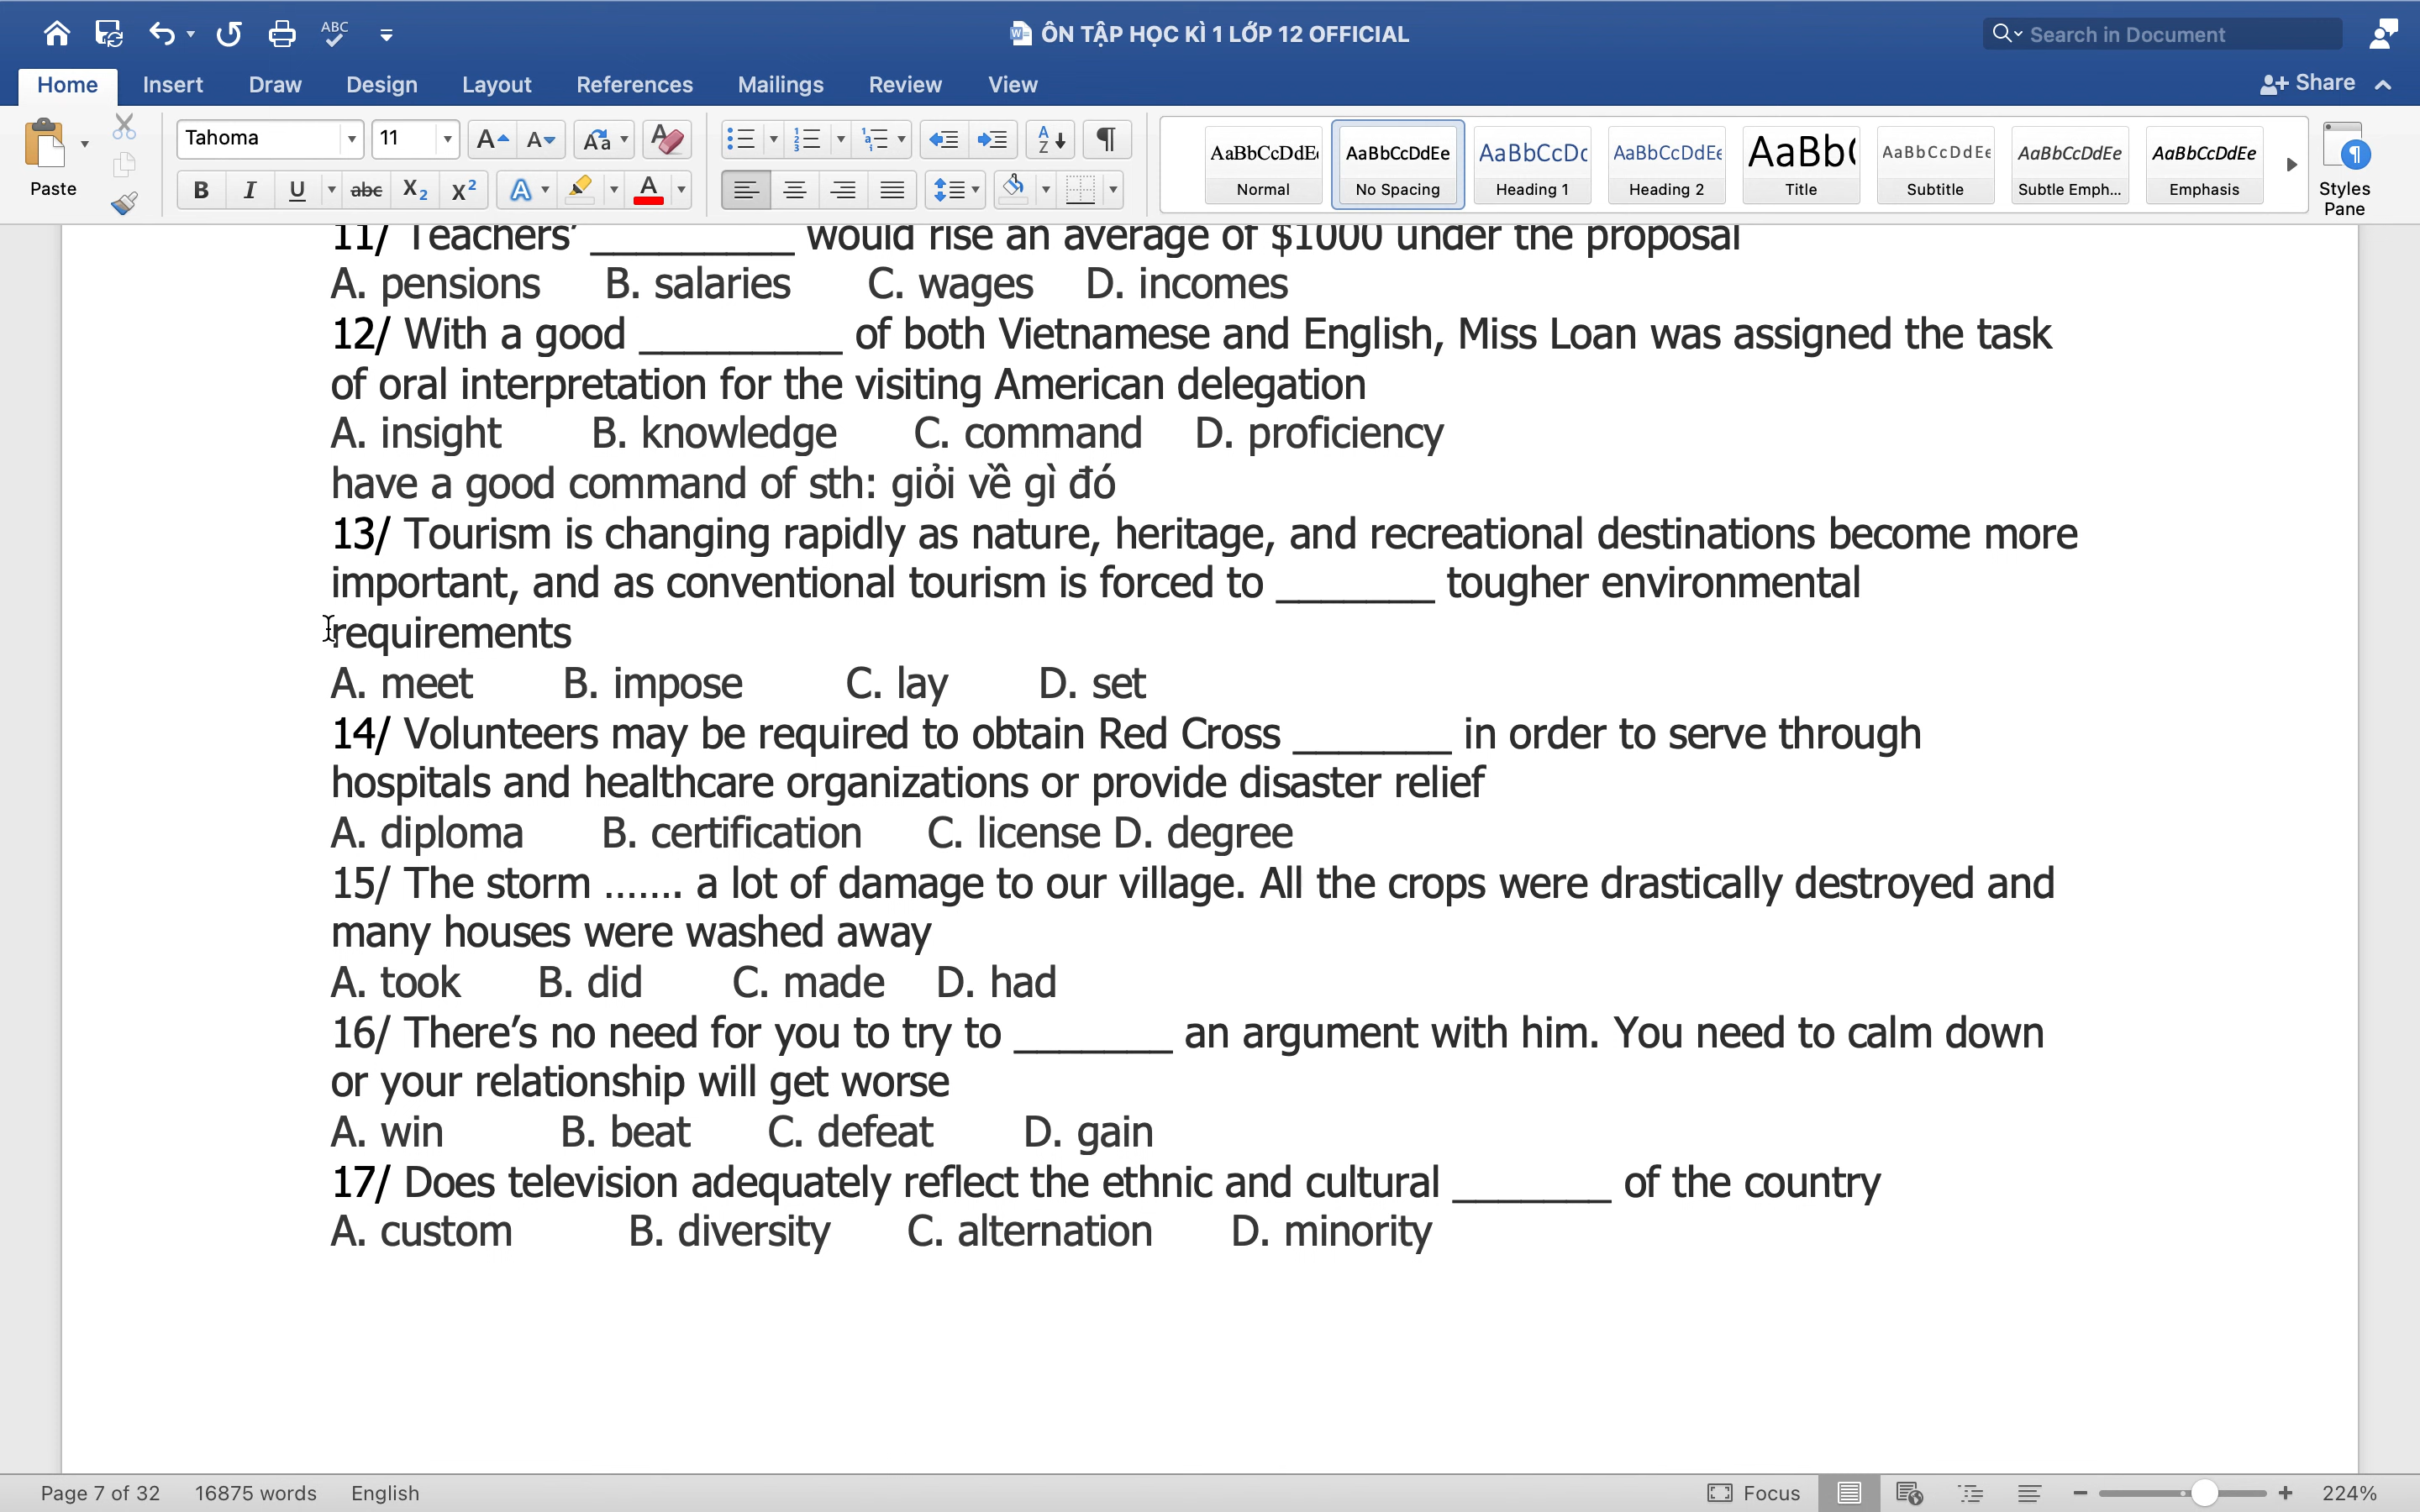 ABC
ÔN TẬP HỌC KÌ 1 LỚP 12 OFFICIAL
Search in Document
Home Insert Draw Design Layout References Mailings Review View
Share
Paste
Tahoma 11
AaBbCcDdE Normal
AaBbCcDdEe No Spacing
AaBbCcDc Heading 1
AaBbCcDdEe Heading 2
AaBb( Title
AaBbCcDdEe Subtitle
AaBbCcDdEe Subtle Emph...
AaBbCcDdEe Emphasis
Styles Pane
11/ Teachers’ _________ would rise an average of $1000 under the proposal
A. pensions B. salaries C. wages D. incomes
12/ With a good _________ of both Vietnamese and English, Miss Loan was assigned the task
of oral interpretation for the visiting American delegation
A. insight B. knowledge C. command D. proficiency
have a good command of sth: giỏi về gì đó
13/ Tourism is changing rapidly as nature, heritage, and recreational destinations become more
important, and as conventional tourism is forced to _______ tougher environmental
requirements
A. meet B. impose C. lay D. set
14/ Volunteers may be required to obtain Red Cross _______ in order to serve through
hospitals and healthcare organizations or provide disaster relief
A. diploma B. certification C. license D. degree
15/ The storm ....... a lot of damage to our village. All the crops were drastically destroyed and
many houses were washed away
A. took B. did C. made D. had
16/ There’s no need for you to try to _______ an argument with him. You need to calm down
or your relationship will get worse
A. win B. beat C. defeat D. gain
17/ Does television adequately reflect the ethnic and cultural _______ of the country
A. custom B. diversity C. alternation D. minority
Page 7 of 32 16875 words English Focus 224%